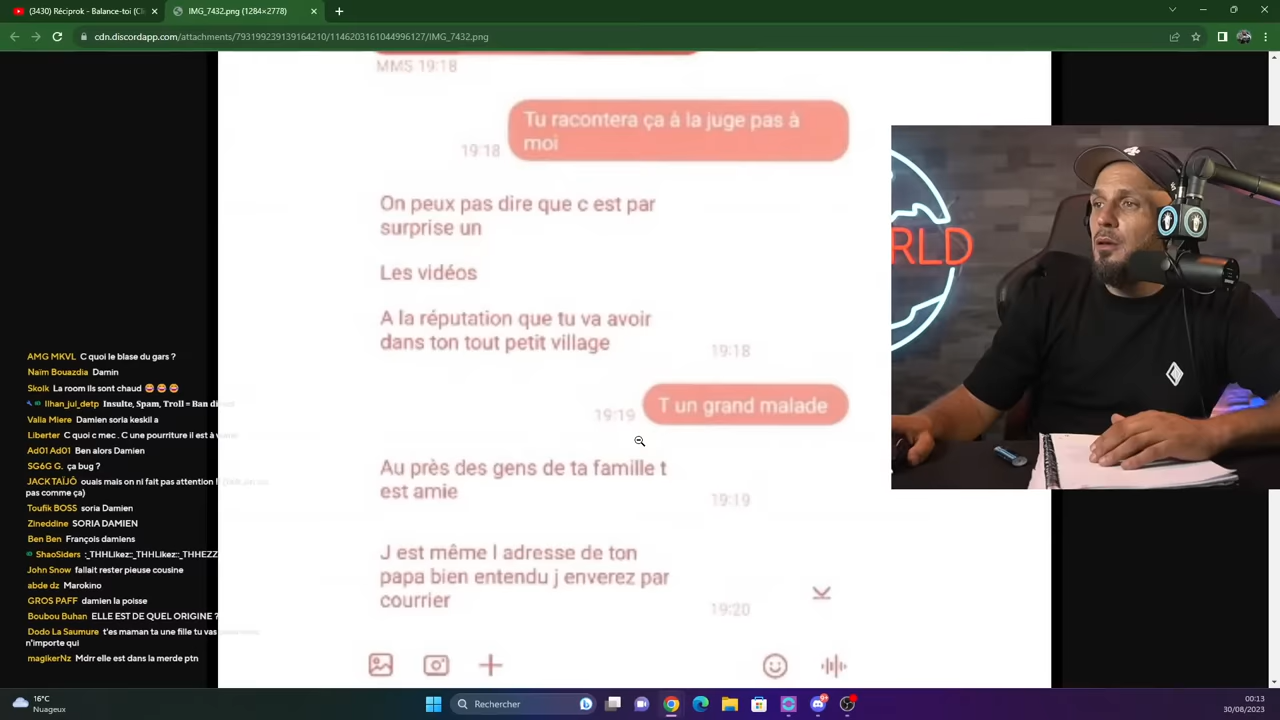 (3430) Réciprok - Balance-toi (Cli
IMG_7432.png (1284×2778)
cdn.discordapp.com/attachments/793199239139164210/1146203161044996127/IMG_7432.png
MMS 19:18
Tu racontera ça à la juge pas à
moi
19:18
On peux pas dire que c est par
surprise un
Les vidéos
A la réputation que tu va avoir
dans ton tout petit village
19:18
T un grand malade
19:19
Au près des gens de ta famille t
est amie
19:19
J est même l adresse de ton
papa bien entendu j enverez par
courrier
19:20
RLD
AMG MKVL C quoi le blase du gars ?
Naïm Bouazdia Damin
Skolk La room ils sont chaud 😂 😂 😂
Ilhan_jul_detp Insulte, Spam, Troll = Ban di
Valia Miere Damien soria keskil a
Liberter C quoi c mec . C une pourriture il est à
Ad01 Ad01 Ben alors Damien
SG6G G. ça bug ?
JACKTAÏJÔ ouais mais on ni fait pas attention
pas comme ça)
Toufik BOSS soria Damien
Zineddine SORIA DAMIEN
Ben Ben François damiens
ShaoSiders :_THHLikez::_THHLikez::_THHEZZ
John Snow fallait rester pieuse cousine
abde dz Marokino
GROS PAFF damien la poisse
Boubou Buhan ELLE EST DE QUEL ORIGINE ?
Dodo La Saumure t'es maman ta une fille tu vas
n'importe qui
magikerNz Mdrr elle est dans la merde ptn
16°C
Nuageux
Rechercher
00:13
30/08/2023